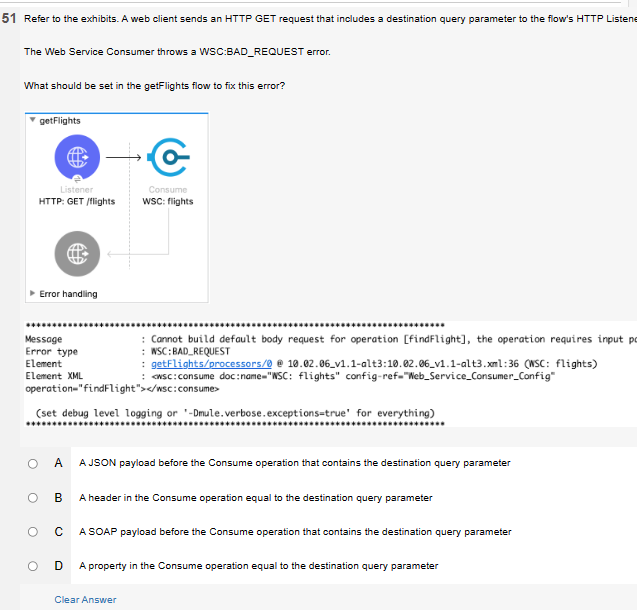 51 Refer to the exhibits. A web client sends an HTTP GET request that includes a destination query parameter to the flow's HTTP Listene
The Web Service Consumer throws a WSC:BAD_REQUEST error.
What should be set in the getFlights flow to fix this error?
getFlights
Listener Consume
HTTP: GET /flights WSC: flights
Error handling
**********************************************************************************
Message : Cannot build default body request for operation [findFlight], the operation requires input pa
Error type : WSC:BAD_REQUEST
Element : getFlights/processors/0 @ 10.02.06_v1.1-alt3:10.02.06_v1.1-alt3.xml:36 (WSC: flights)
Element XML : <wsc:consume doc:name="WSC: flights" config-ref="Web_Service_Consumer_Config"
operation="findFlight"></wsc:consume>
(set debug level logging or '-Dmule.verbose.exceptions=true' for everything)
**********************************************************************************
A A JSON payload before the Consume operation that contains the destination query parameter
B A header in the Consume operation equal to the destination query parameter
C A SOAP payload before the Consume operation that contains the destination query parameter
D A property in the Consume operation equal to the destination query parameter
Clear Answer